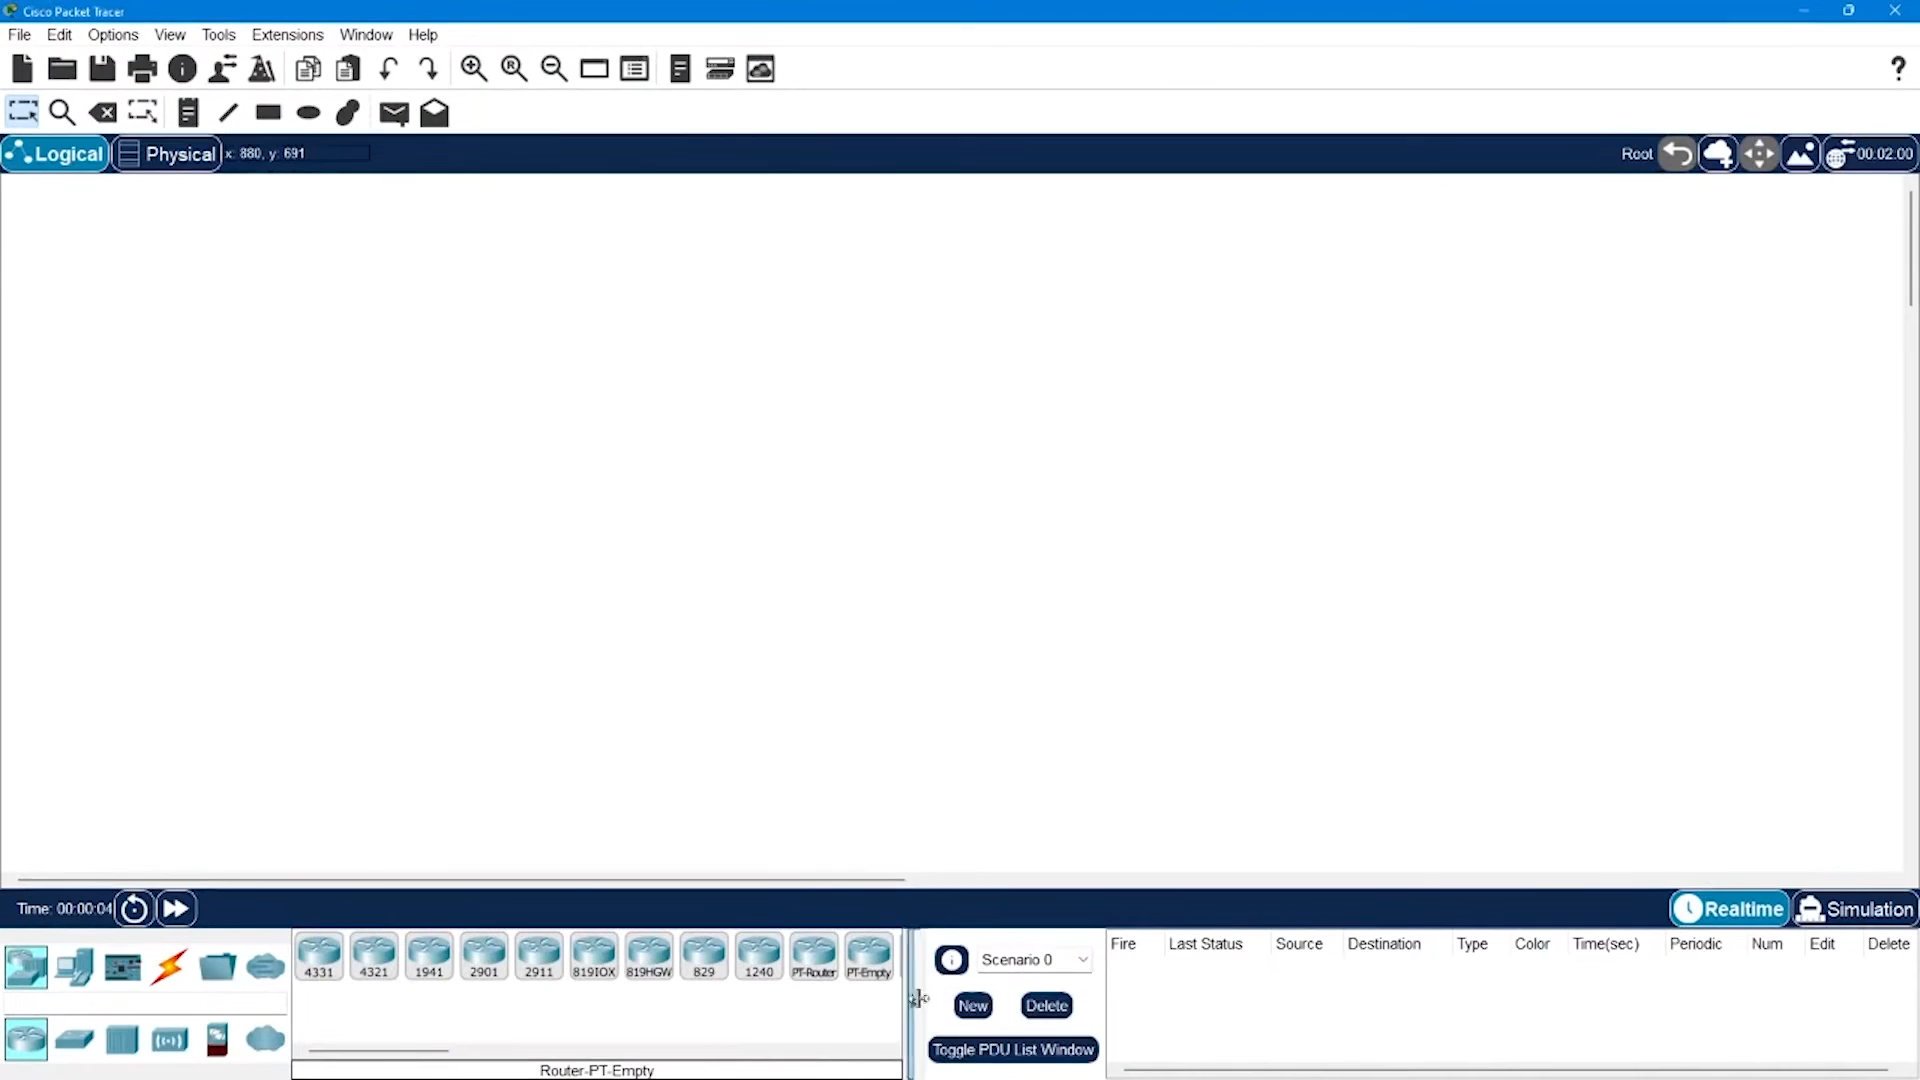 Cisco Packet Tracer
File Edit Options View Tools Extensions Window Help
?
Logical Physical x: 880, y: 691 Root 00:02:00
Time: 00:00:04 Realtime Simulation
4331 4321 1941 2901 2911 819IOX 819HGW 829 1240 PT-Router PT-Empty
Scenario 0
New Delete
Toggle PDU List Window
Fire Last Status Source Destination Type Color Time(sec) Periodic Num Edit Delete
Router-PT-Empty